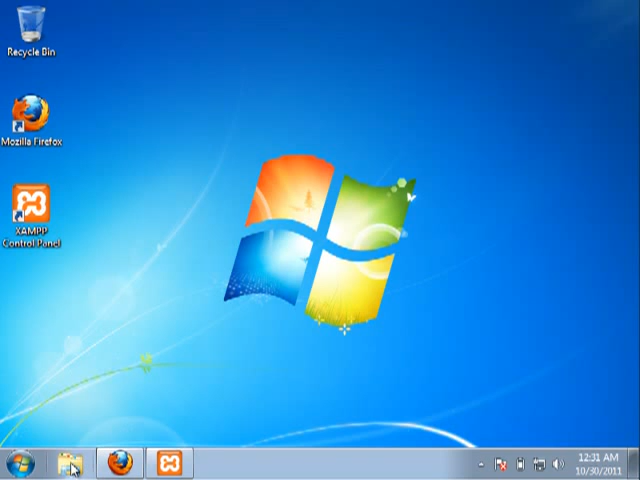 Recycle Bin
Mozilla Firefox
XAMPP
Control Panel
12:31 AM
10/30/2011